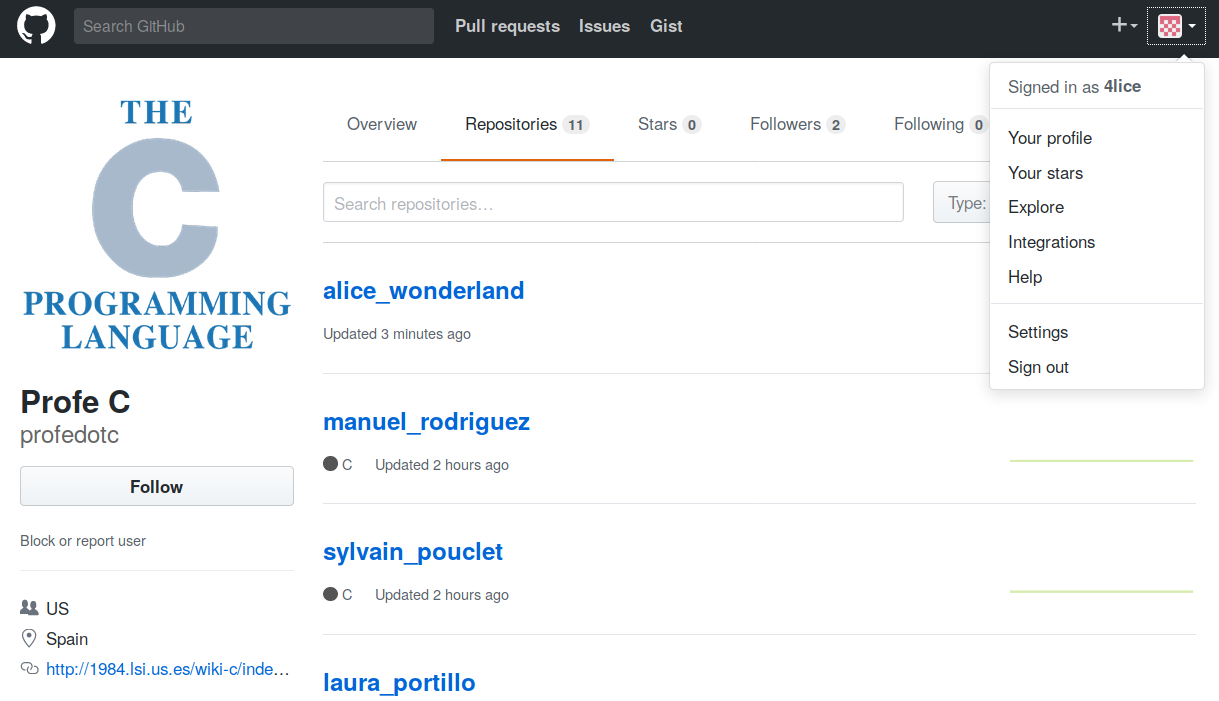 Search GitHub Pull requests Issues Gist
Signed in as 4lice
Your profile
Your stars
Explore
Integrations
Help
Settings
Sign out
THE
C
PROGRAMMING
LANGUAGE
Profe C
profedotc
Follow
Block or report user
US
Spain
http://1984.lsi.us.es/wiki-c/inde…
Overview Repositories 11 Stars 0 Followers 2 Following 0
Search repositories… Type:
alice_wonderland
Updated 3 minutes ago
manuel_rodriguez
C Updated 2 hours ago
sylvain_pouclet
C Updated 2 hours ago
laura_portillo